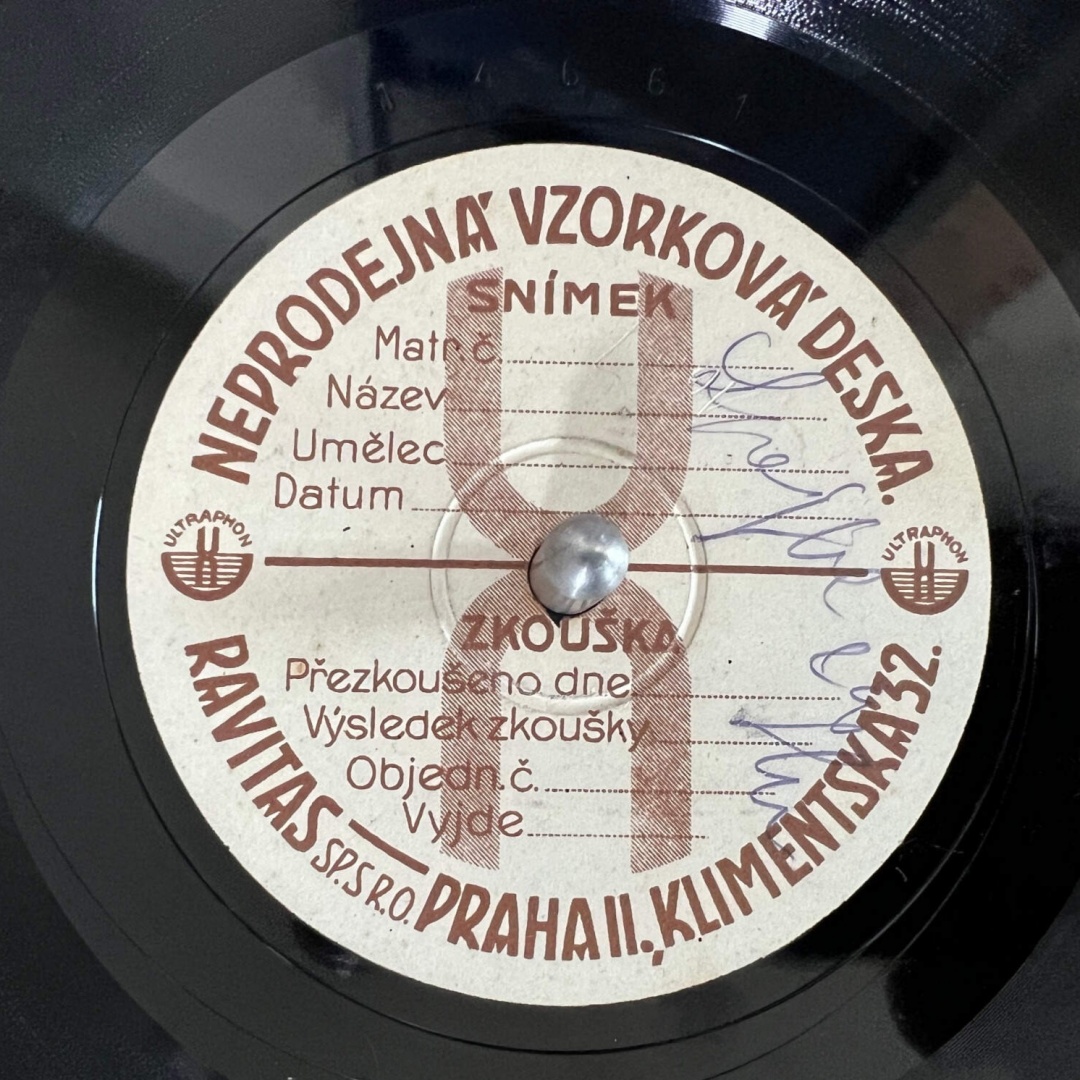 NEPRODEJNÁ VZORKOVÁ DESKA.
SNÍMEK
Matr. č.
Název
Umělec
Datum
ULTRAPHON
ULTRAPHON
ZKOUŠKA.
Přezkoušeno dne
Výsledek zkoušky
Objedn. č.
Vyjde
RAVITAS SP. S R.O. PRAHA II., KLIMENTSKÁ 32.